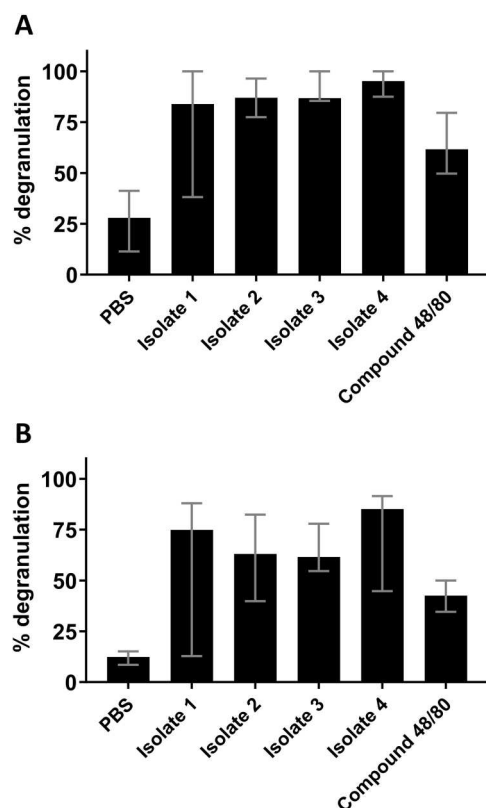 A
% degranulation
100
75
50
25
0
PBS
Isolate 1
Isolate 2
Isolate 3
Isolate 4
Compound 48/80
B
% degranulation
100
75
50
25
0
PBS
Isolate 1
Isolate 2
Isolate 3
Isolate 4
Compound 48/80